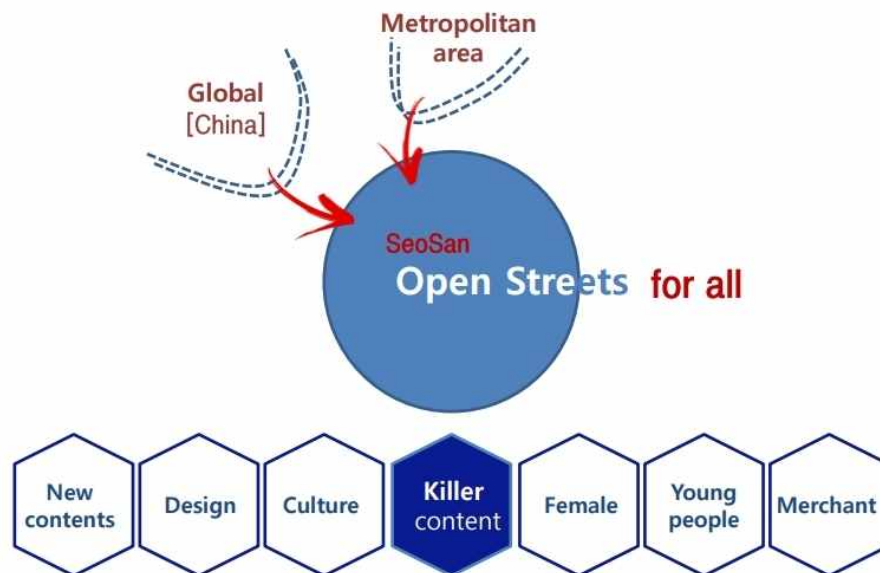 Metropolitan
area
Global
[China]
SeoSan
Open Streets for all
New
contents
Design
Culture
Killer
content
Female
Young
people
Merchant